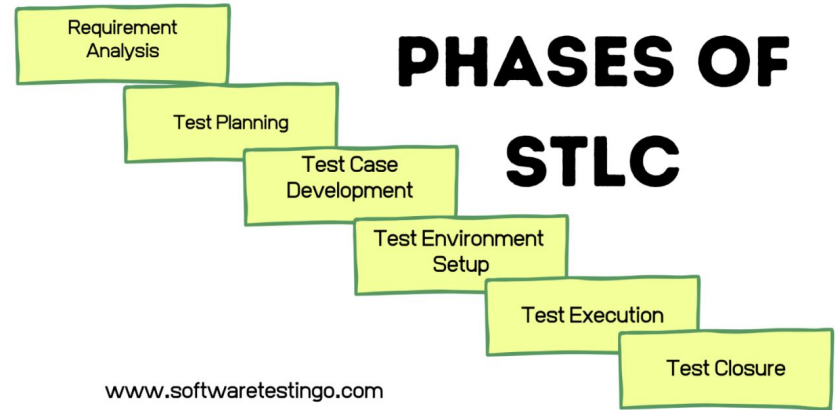 Requirement
Analysis
PHASES OF
STLC
Test Planning
Test Case
Development
Test Environment
Setup
Test Execution
Test Closure
www.softwaretestingo.com